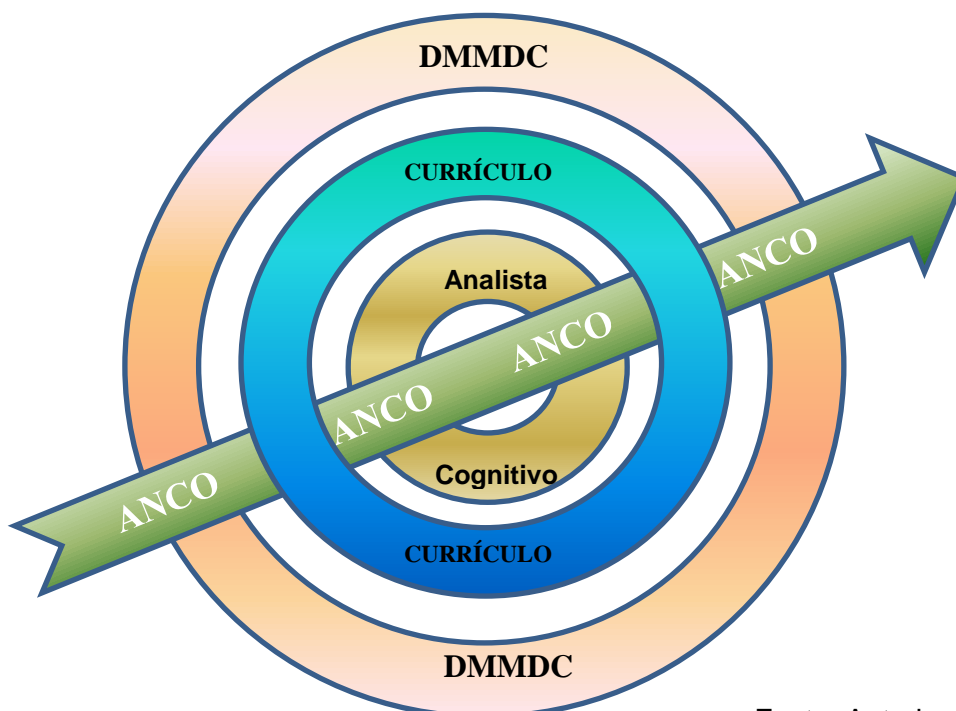 DMMDC
CURRÍCULO
ANCO
Analista
ANCO
ANCO
Cognitivo
ANCO
CURRÍCULO
DMMDC